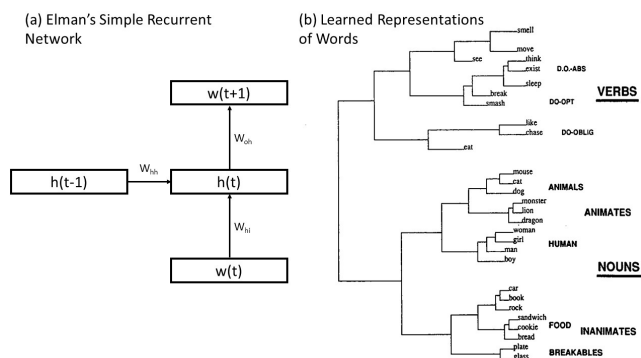 (a) Elman's Simple Recurrent
Network
w(t+1)
W_oh
h(t-1)
W_hh
h(t)
W_hi
w(t)
(b) Learned Representations
of Words
smell
move
see
think
exist
sleep
break
smash
like
chase
eat
mouse
cat
dog
monster
lion
dragon
woman
girl
man
boy
car
book
rock
sandwich
cookie
bread
plate
glass
D.O.-ABS
DO-OPT
DO-OBLIG
VERBS
ANIMALS
ANIMATES
HUMAN
NOUNS
FOOD
INANIMATES
BREAKABLES